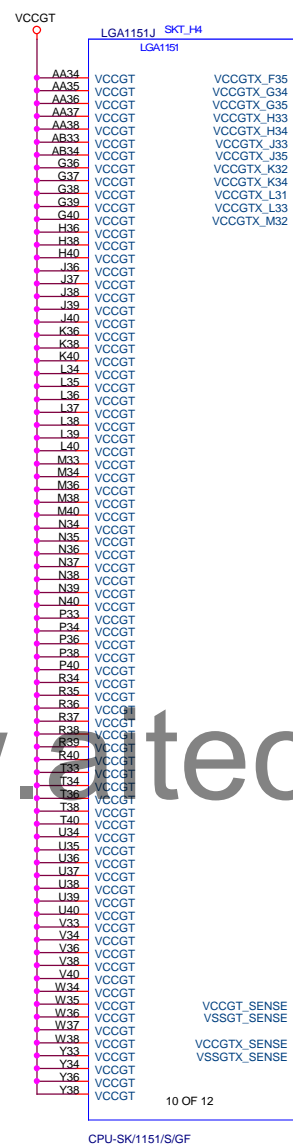 VCCGT
LGA1151J SKT_H4
LGA1151
AA34 VCCGT VCCGTX_F35
AA35 VCCGT VCCGTX_G34
AA36 VCCGT VCCGTX_G35
AA37 VCCGT VCCGTX_H33
AA38 VCCGT VCCGTX_H34
AB33 VCCGT VCCGTX_J33
AB34 VCCGT VCCGTX_J35
G36 VCCGT VCCGTX_K32
G37 VCCGT VCCGTX_K34
G38 VCCGT VCCGTX_L31
G39 VCCGT VCCGTX_L33
G40 VCCGT VCCGTX_M32
H36 VCCGT
H38 VCCGT
H40 VCCGT
J36 VCCGT
J37 VCCGT
J38 VCCGT
J39 VCCGT
J40 VCCGT
K36 VCCGT
K38 VCCGT
K40 VCCGT
L34 VCCGT
L35 VCCGT
L36 VCCGT
L37 VCCGT
L38 VCCGT
L39 VCCGT
L40 VCCGT
M33 VCCGT
M34 VCCGT
M36 VCCGT
M38 VCCGT
M40 VCCGT
N34 VCCGT
N35 VCCGT
N36 VCCGT
N37 VCCGT
N38 VCCGT
N39 VCCGT
N40 VCCGT
P33 VCCGT
P34 VCCGT
P36 VCCGT
P38 VCCGT
P40 VCCGT
R34 VCCGT
R35 VCCGT
R36 VCCGT
R37 VCCGT
R38 VCCGT
R39 VCCGT
R40 VCCGT
T33 VCCGT
T34 VCCGT
T36 VCCGT
T38 VCCGT
T40 VCCGT
U34 VCCGT
U35 VCCGT
U36 VCCGT
U37 VCCGT
U38 VCCGT
U39 VCCGT
U40 VCCGT
V33 VCCGT
V34 VCCGT
V36 VCCGT
V38 VCCGT
V40 VCCGT
W34 VCCGT
W35 VCCGT VCCGT_SENSE
W36 VCCGT VSSGT_SENSE
W37 VCCGT
W38 VCCGT VCCGTX_SENSE
Y33 VCCGT VSSGTX_SENSE
Y34 VCCGT
Y36 VCCGT
Y38 VCCGT
10 OF 12
CPU-SK/1151/S/GF
.aitec